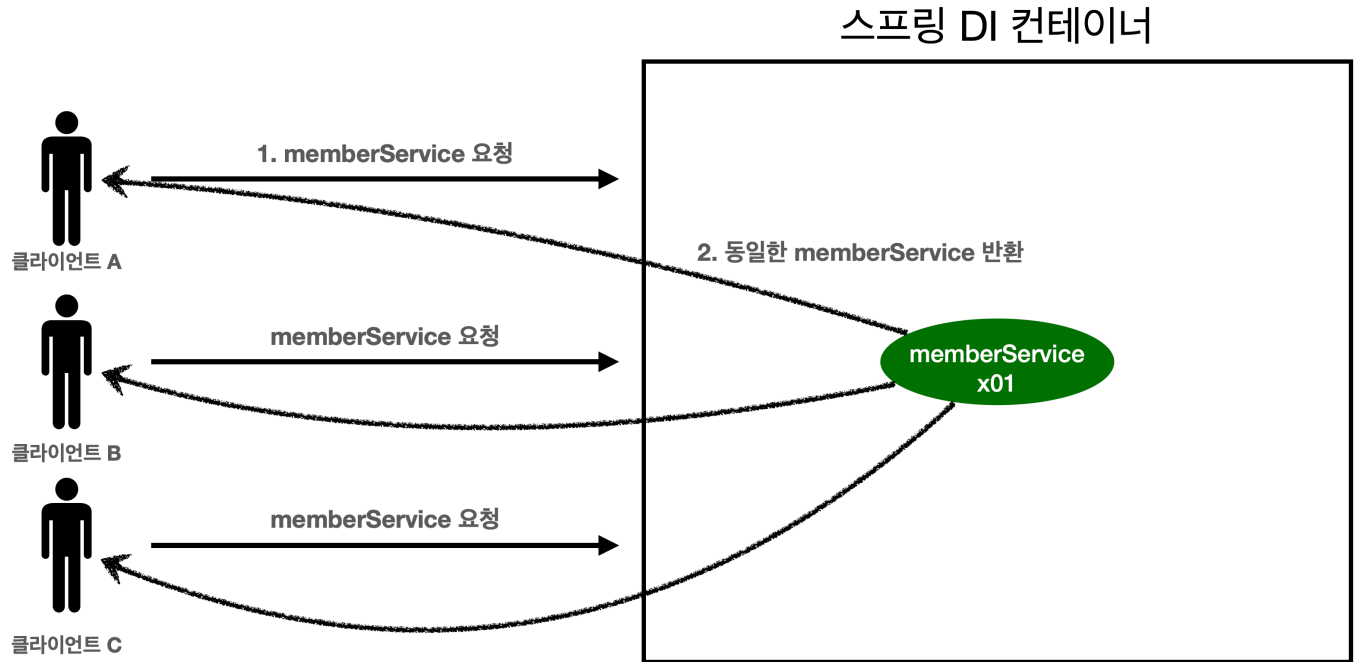 스프링 DI 컨테이너
1. memberService 요청
클라이언트 A
2. 동일한 memberService 반환
memberService 요청
memberService
x01
클라이언트 B
memberService 요청
클라이언트 C